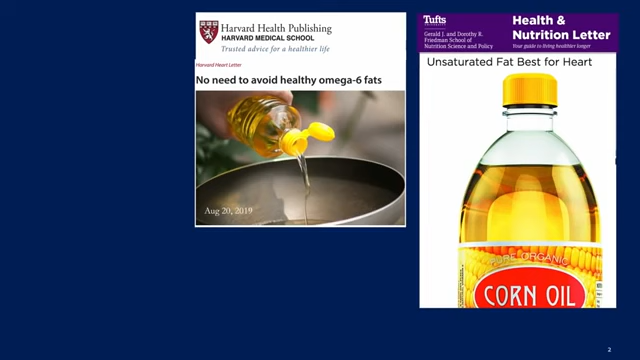 Harvard Health Publishing
HARVARD MEDICAL SCHOOL
Trusted advice for a healthier life
Harvard Heart Letter
No need to avoid healthy omega-6 fats
Aug 20, 2019
Tufts
UNIVERSITY
Gerald J. and Dorothy R.
Friedman School of
Nutrition Science and Policy
Health &
Nutrition Letter
Your guide to living healthier longer
Unsaturated Fat Best for Heart
PURE ORGANIC
CORN OIL
2